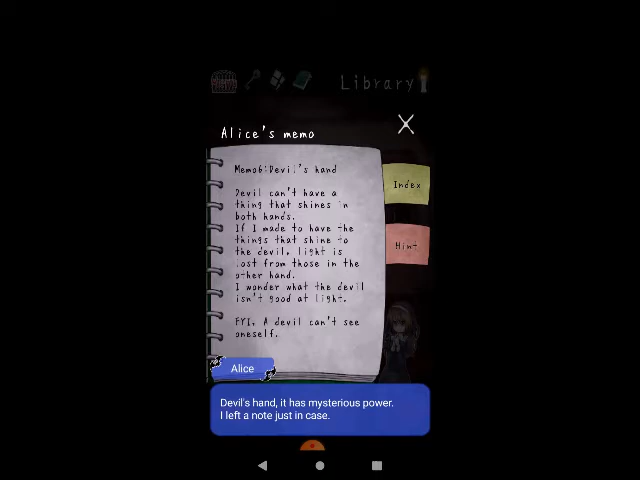 Library
Alice's memo
Memo6:Devil's hand
Index
Devil can't have a
thing that shines in
both hands.
If I made to have the
things that shine to
the devil, light is
lost from those in the
other hand.
I wonder what the devil
isn't good at light.
Hint
FYI, A devil can't see
oneself.
Alice
Devil's hand, it has mysterious power.
I left a note just in case.